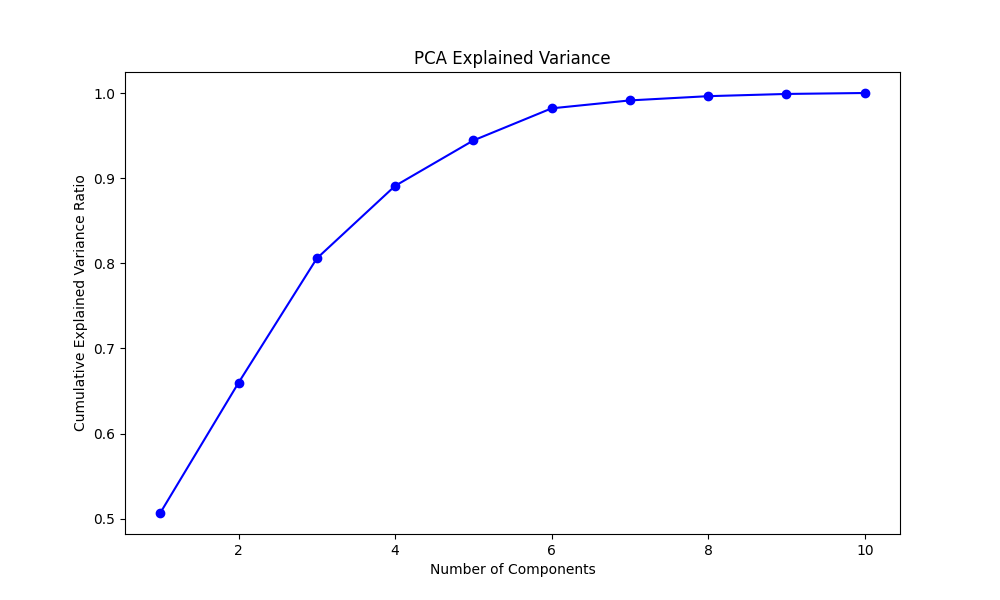 PCA Explained Variance
1.0
0.9
0.8
0.7
0.6
0.5
Cumulative Explained Variance Ratio
2 4 6 8 10
Number of Components